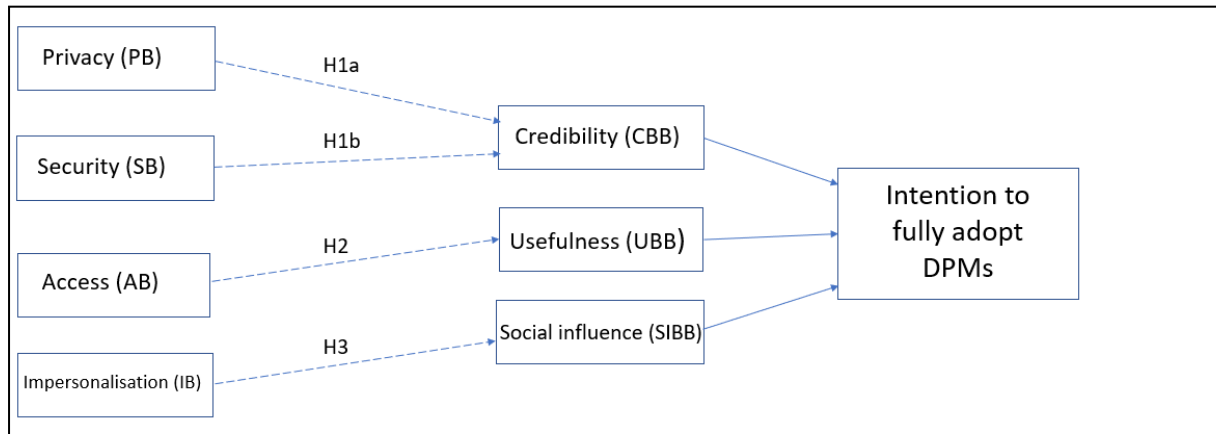 Privacy (PB)
H1a
Credibility (CBB)
H1b
Security (SB)
Intention to
fully adopt
DPMs
Usefulness (UBB)
H2
Access (AB)
Social influence (SIBB)
H3
Impersonalisation (IB)